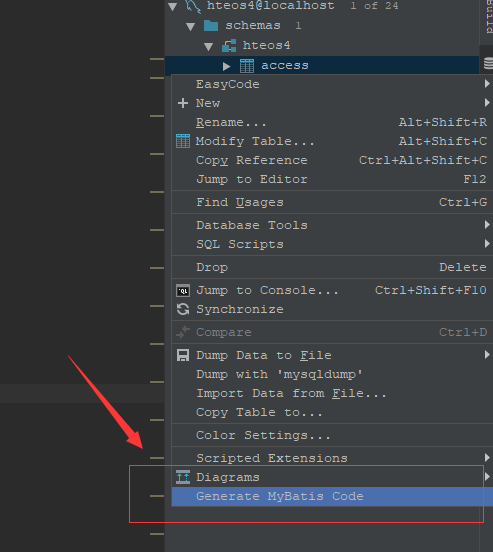 hteos4@localhost 1 of 24
schemas 1
hteos4
access
EasyCode
New
Rename... Alt+Shift+R
Modify Table... Alt+Shift+C
Copy Reference Ctrl+Alt+Shift+C
Jump to Editor F12
Find Usages Ctrl+G
Database Tools
SQL Scripts
Drop Delete
Jump to Console... Ctrl+Shift+F10
Synchronize
Compare Ctrl+D
Dump Data to File
Dump with 'mysqldump'
Import Data from File...
Copy Table to...
Color Settings...
Scripted Extensions
Diagrams
Generate MyBatis Code